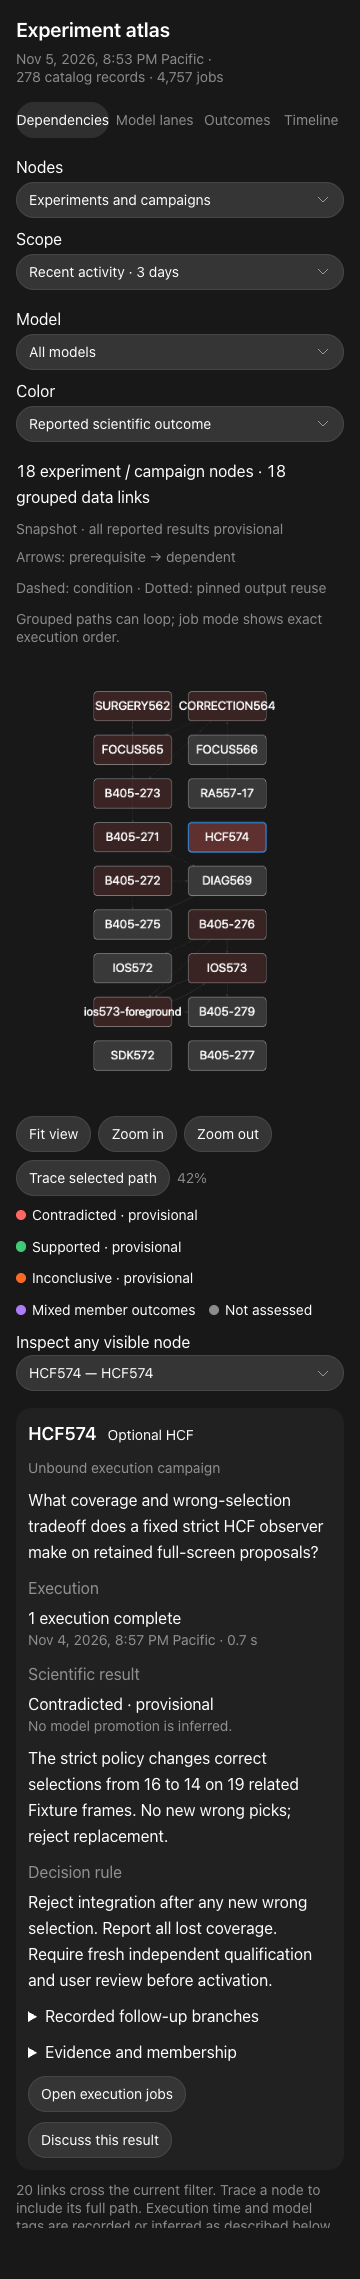 Experiment atlas
Nov 5, 2026, 8:53 PM Pacific ·
278 catalog records · 4,757 jobs
Dependencies Model lanes Outcomes Timeline
Nodes
Experiments and campaigns
Scope
Recent activity · 3 days
Model
All models
Color
Reported scientific outcome
18 experiment / campaign nodes · 18
grouped data links
Snapshot · all reported results provisional
Arrows: prerequisite → dependent
Dashed: condition · Dotted: pinned output reuse
Grouped paths can loop; job mode shows exact
execution order.
SURGERY562 CORRECTION564
FOCUS565 FOCUS566
B405-273 RA557-17
B405-271 HCF574
B405-272 DIAG569
B405-275 B405-276
IOS572 IOS573
ios573-foreground B405-279
SDK572 B405-277
Fit view Zoom in Zoom out
Trace selected path 42%
Contradicted · provisional
Supported · provisional
Inconclusive · provisional
Mixed member outcomes Not assessed
Inspect any visible node
HCF574 — HCF574
HCF574 Optional HCF
Unbound execution campaign
What coverage and wrong-selection
tradeoff does a fixed strict HCF observer
make on retained full-screen proposals?
Execution
1 execution complete
Nov 4, 2026, 8:57 PM Pacific · 0.7 s
Scientific result
Contradicted · provisional
No model promotion is inferred.
The strict policy changes correct
selections from 16 to 14 on 19 related
Fixture frames. No new wrong picks;
reject replacement.
Decision rule
Reject integration after any new wrong
selection. Report all lost coverage.
Require fresh independent qualification
and user review before activation.
Recorded follow-up branches
Evidence and membership
Open execution jobs
Discuss this result
20 links cross the current filter. Trace a node to
include its full path. Execution time and model
tags are recorded or inferred as described below